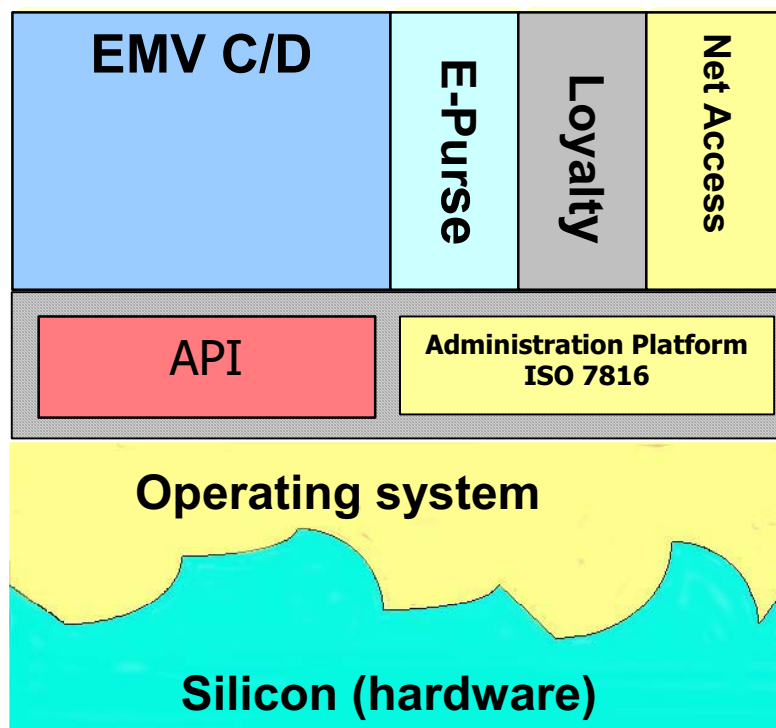 EMV C/D
E-Purse
Loyalty
Net Access
API
Administration Platform
ISO 7816
Operating system
Silicon (hardware)